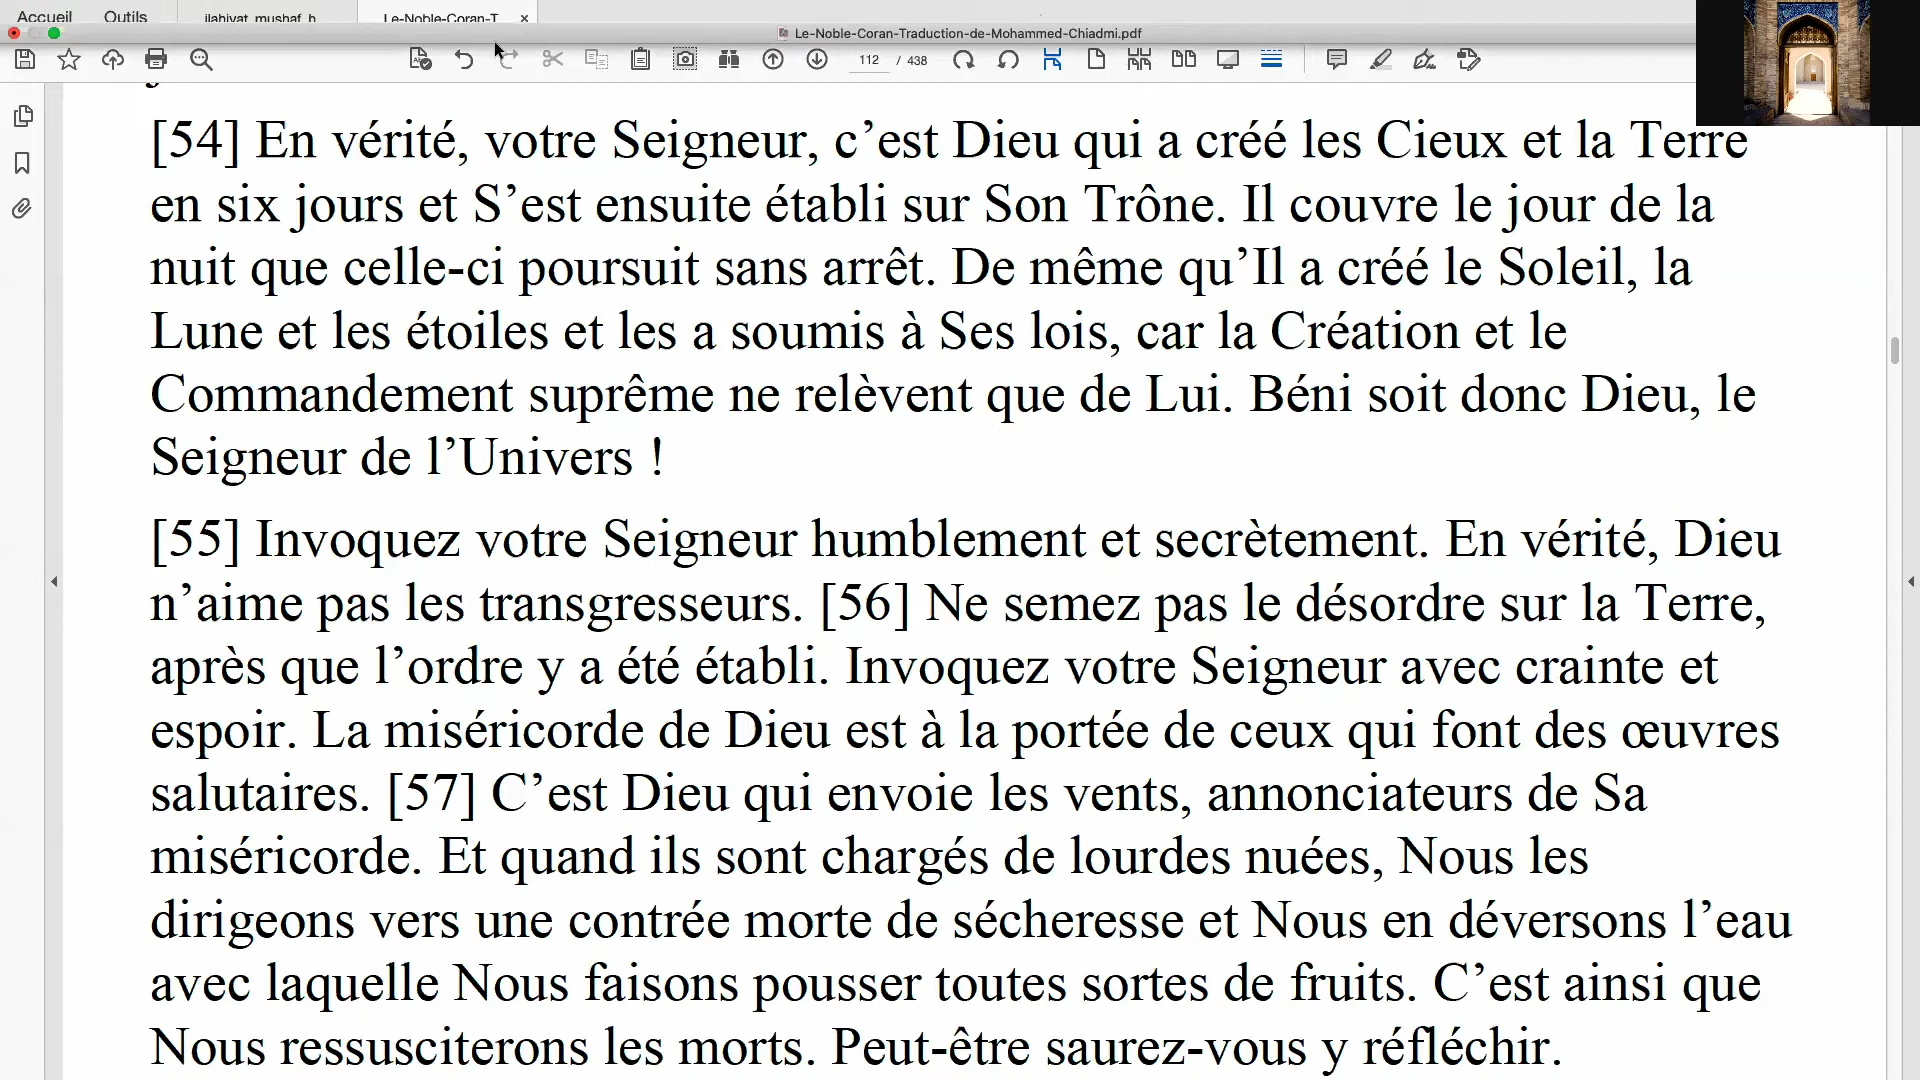 Accueil Outils ilahiyat_mushaf_h... Le-Noble-Coran-T... ×
Le-Noble-Coran-Traduction-de-Mohammed-Chiadmi.pdf
112 / 438
[54] En vérité, votre Seigneur, c’est Dieu qui a créé les Cieux et la Terre
en six jours et S’est ensuite établi sur Son Trône. Il couvre le jour de la
nuit que celle-ci poursuit sans arrêt. De même qu’Il a créé le Soleil, la
Lune et les étoiles et les a soumis à Ses lois, car la Création et le
Commandement suprême ne relèvent que de Lui. Béni soit donc Dieu, le
Seigneur de l’Univers !
[55] Invoquez votre Seigneur humblement et secrètement. En vérité, Dieu
n’aime pas les transgresseurs. [56] Ne semez pas le désordre sur la Terre,
après que l’ordre y a été établi. Invoquez votre Seigneur avec crainte et
espoir. La miséricorde de Dieu est à la portée de ceux qui font des œuvres
salutaires. [57] C’est Dieu qui envoie les vents, annonciateurs de Sa
miséricorde. Et quand ils sont chargés de lourdes nuées, Nous les
dirigeons vers une contrée morte de sécheresse et Nous en déversons l’eau
avec laquelle Nous faisons pousser toutes sortes de fruits. C’est ainsi que
Nous ressusciterons les morts. Peut-être saurez-vous y réfléchir.